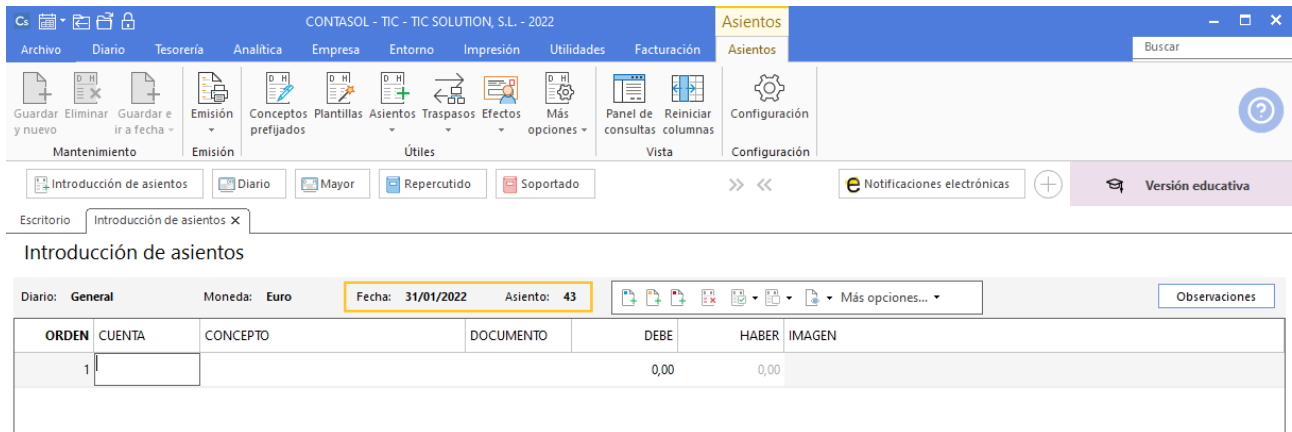 Cs CONTASOL - TIC - TIC SOLUTION, S.L. - 2022 Asientos
Archivo Diario Tesorería Analítica Empresa Entorno Impresión Utilidades Facturación Asientos Buscar
D H D H D H D H D H
Guardar Eliminar Guardar e Emisión Conceptos Plantillas Asientos Traspasos Efectos Más Panel de Reiniciar Configuración
y nuevo ir a fecha prefijados opciones consultas columnas
Mantenimiento Emisión Útiles Vista Configuración
Introducción de asientos Diario Mayor Repercutido Soportado Notificaciones electrónicas Versión educativa
Escritorio Introducción de asientos
Introducción de asientos
Diario: General Moneda: Euro Fecha: 31/01/2022 Asiento: 43 Más opciones... Observaciones
ORDEN CUENTA CONCEPTO DOCUMENTO DEBE HABER IMAGEN
1 0,00 0,00